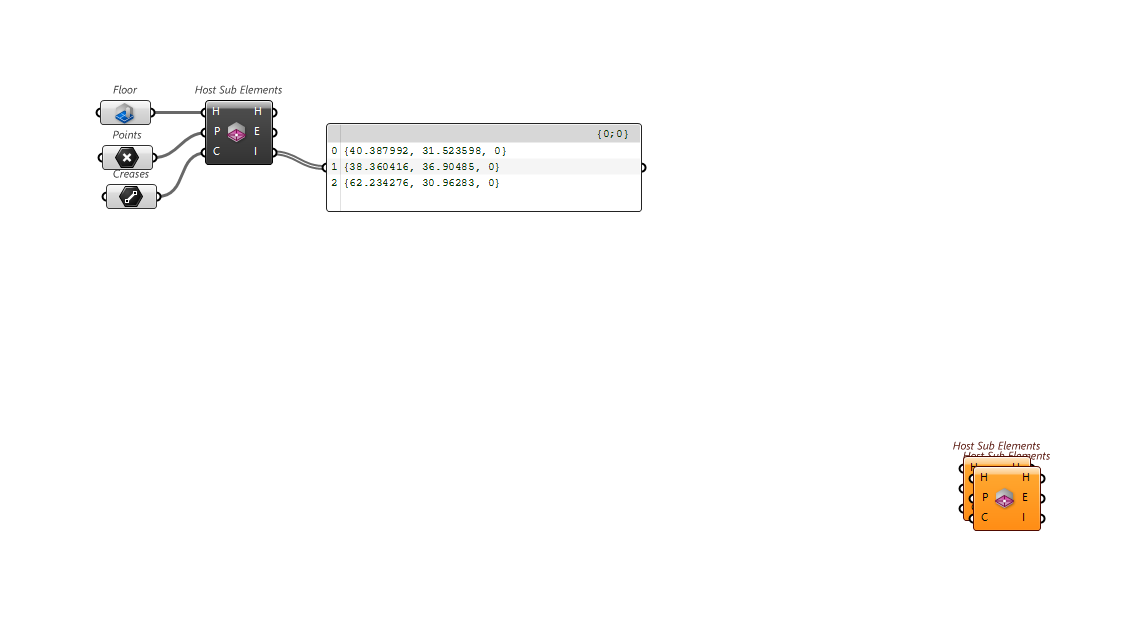 Floor
Host Sub Elements
H H
Points
P E
C I
Creases
{0;0}
0 {40.387992, 31.523598, 0}
1 {38.360416, 36.90485, 0}
2 {62.234276, 30.96283, 0}
Host Sub Elements
Host Sub Elements
H H
H H
P E
C I